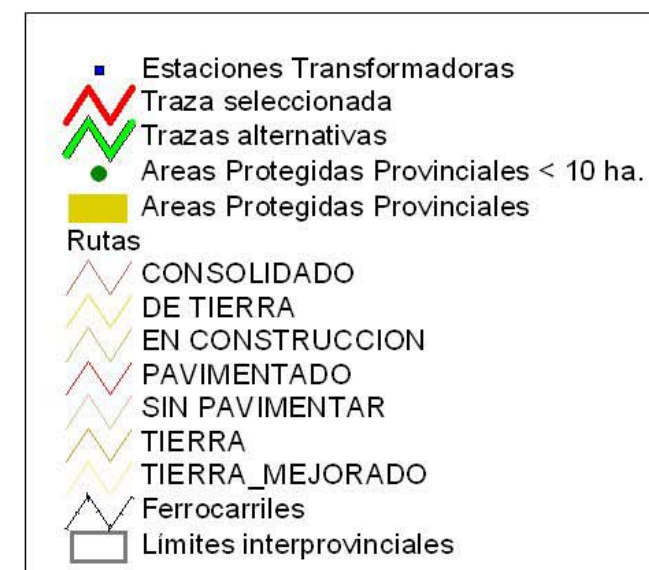 Estaciones Transformadoras
Traza seleccionada
Trazas alternativas
Areas Protegidas Provinciales < 10 ha.
Areas Protegidas Provinciales
Rutas
CONSOLIDADO
DE TIERRA
EN CONSTRUCCION
PAVIMENTADO
SIN PAVIMENTAR
TIERRA
TIERRA_MEJORADO
Ferrocarriles
Límites interprovinciales